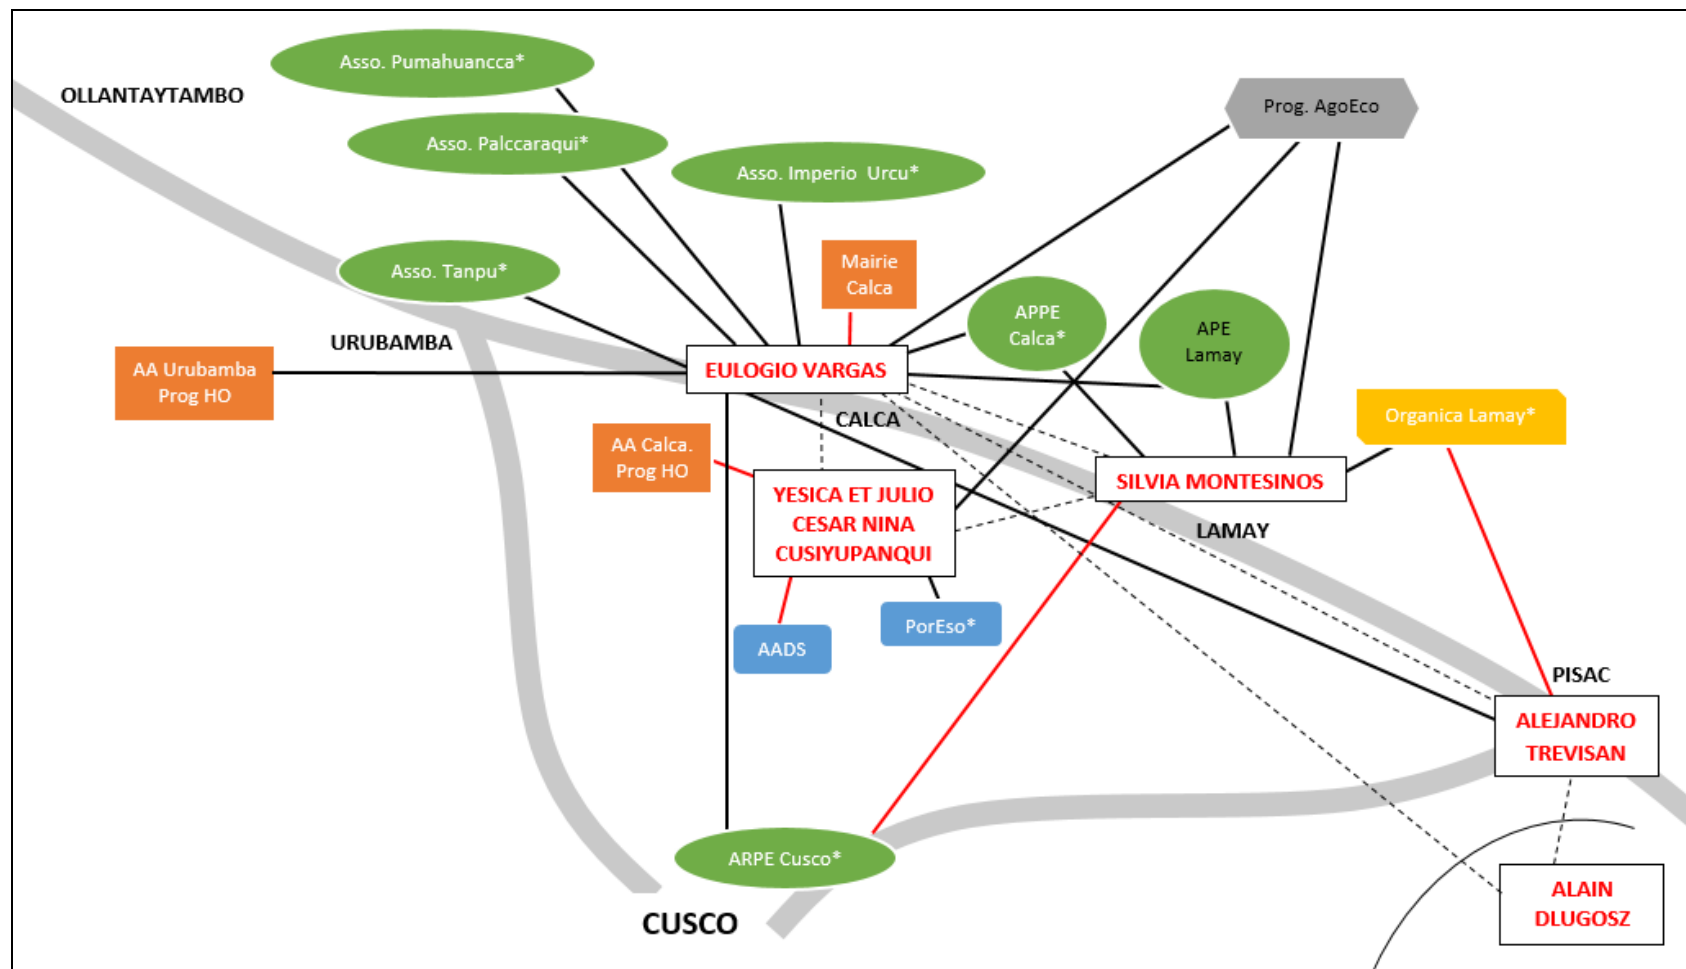 Asso. Pumahuancca*
OLLANTAYTAMBO
Prog. AgoEco
Asso. Palccaraqui*
Asso. Imperio Urcu*
Asso. Tanpu*
Mairie
Calca
APPE
Calca*
APE
Lamay
URUBAMBA
AA Urubamba
Prog HO
EULOGIO VARGAS
CALCA
Organica Lamay*
AA Calca.
Prog HO
YESICA ET JULIO
CESAR NINA
CUSIYUPANQUI
SILVIA MONTESINOS
LAMAY
PorEso*
AADS
PISAC
ALEJANDRO
TREVISAN
ARPE Cusco*
CUSCO
ALAIN
DLUGOSZ